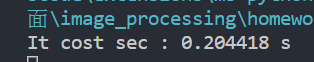 面\image_processing\homewo
It cost sec : 0.204418 s